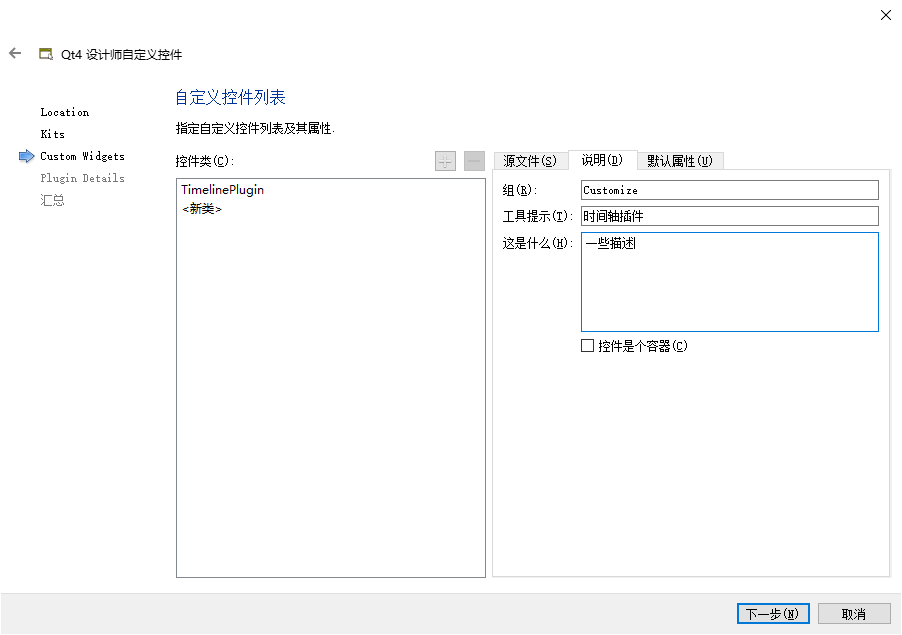 Qt4 设计师自定义控件
Location
Kits
Custom Widgets
Plugin Details
汇总
自定义控件列表
指定自定义控件列表及其属性.
控件类(C):
TimelinePlugin
<新类>
源文件(S) 说明(D) 默认属性(U)
组(R): Customize
工具提示(T): 时间轴插件
这是什么(H): 一些描述
控件是个容器(C)
下一步(N) 取消